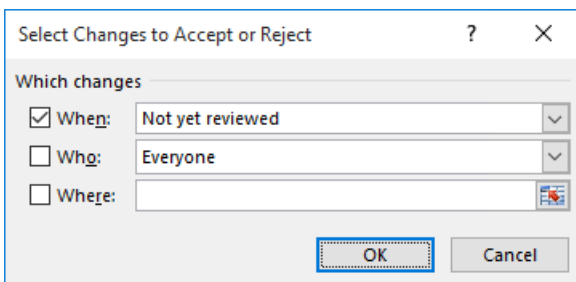 Select Changes to Accept or Reject ?
Which changes
When: Not yet reviewed
Who: Everyone
Where:
OK Cancel